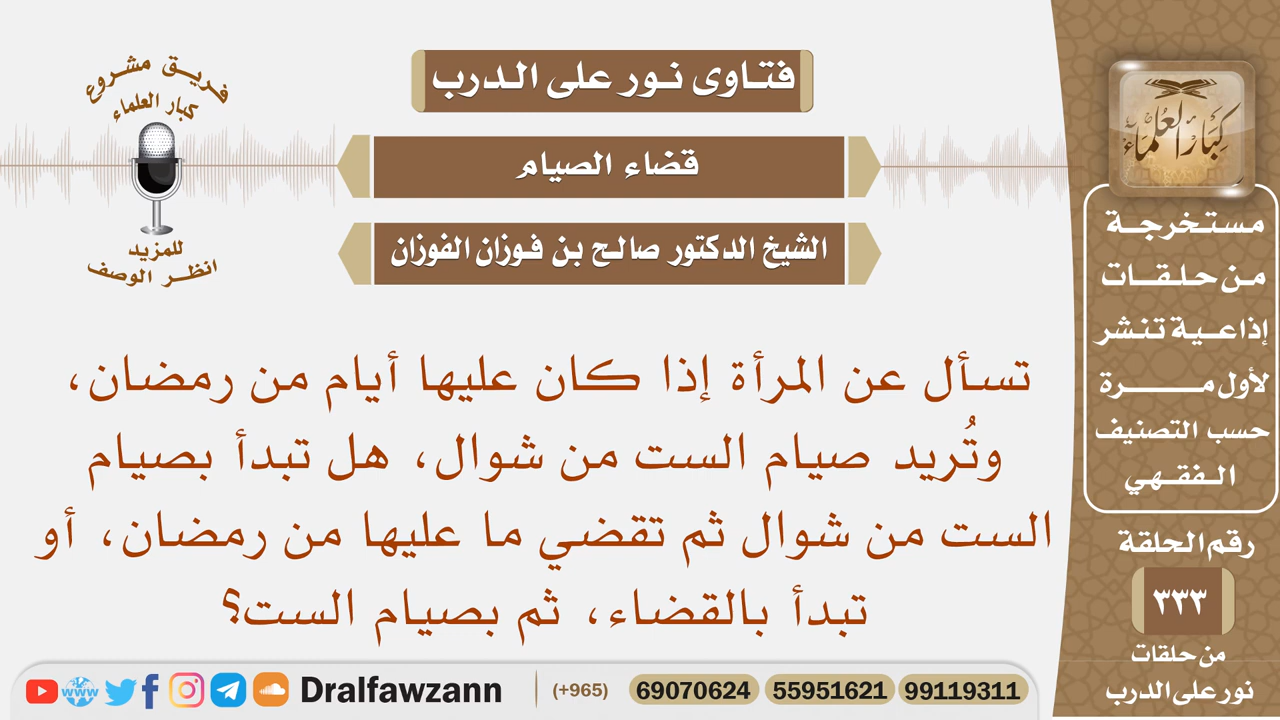 فتاوى نور على الدرب
قضاء الصيام
الشيخ الدكتور صالح بن فوزان الفوزان
فريق مشروع
كبار العلماء
للمزيد
انظر الوصف
تسأل عن المرأة إذا كان عليها أيام من رمضان،
وتُريد صيام الست من شوال، هل تبدأ بصيام
الست من شوال ثم تقضي ما عليها من رمضان، أو
تبدأ بالقضاء، ثم بصيام الست؟
كبار العلماء
مستخرجة
من حلقات
إذاعية تنشر
لأول مرة
حسب التصنيف
الفقهي
رقم الحلقة
٣٣٣
من حلقات
نور على الدرب
www Dralfawzann (+965) 69070624 55951621 99119311